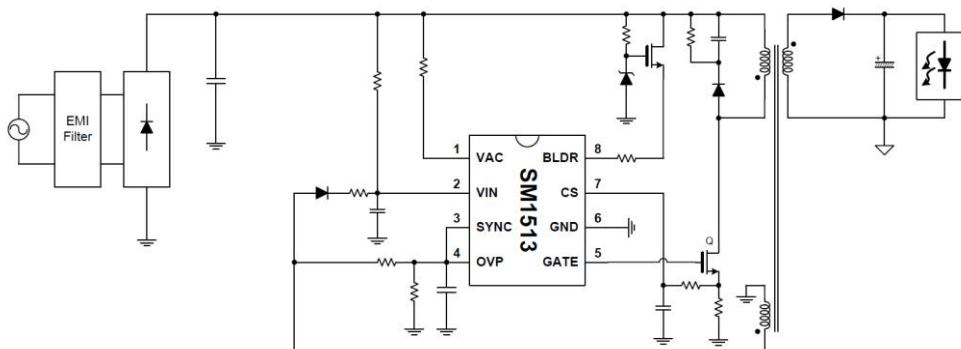 EMI
Filter
1 VAC BLDR 8
2 VIN CS 7
3 SYNC GND 6
4 OVP GATE 5
SM1513
Q
+